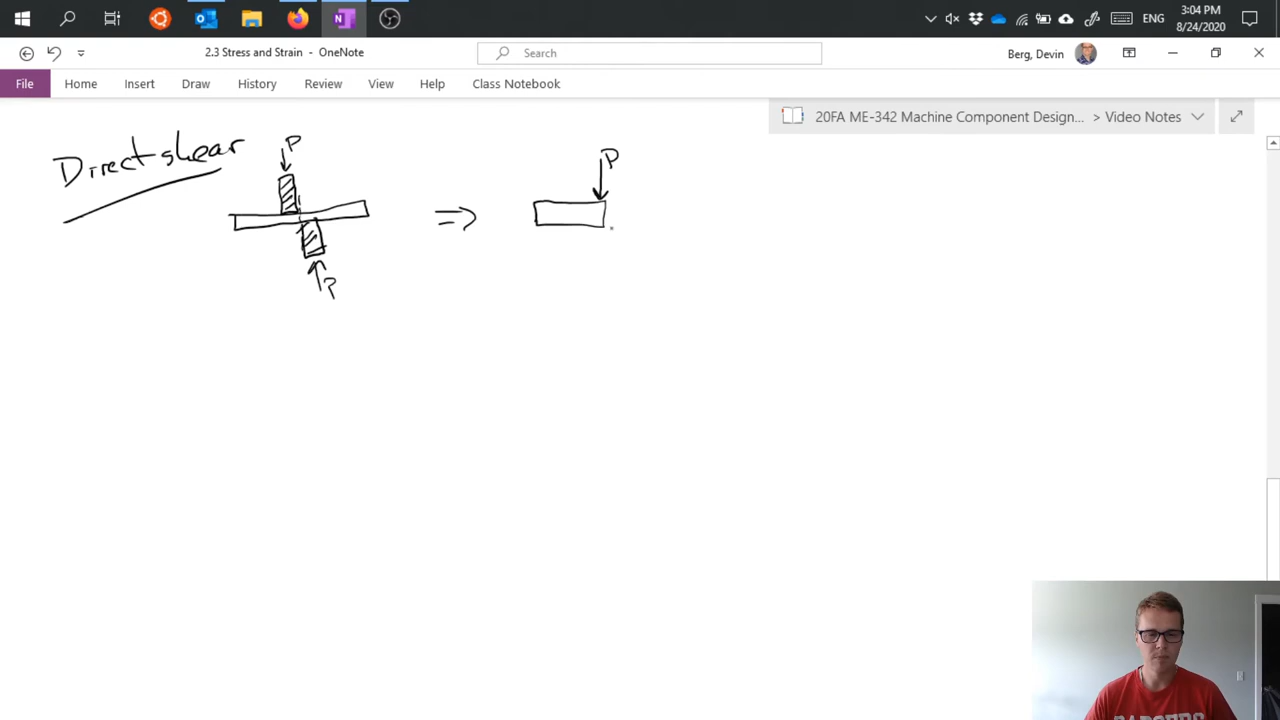 3:04 PM
ENG
8/24/2020
2.3 Stress and Strain - OneNote
Search
Berg, Devin
File Home Insert Draw History Review View Help Class Notebook
20FA ME-342 Machine Component Design... > Video Notes
Direct shear
P
P
=>
P